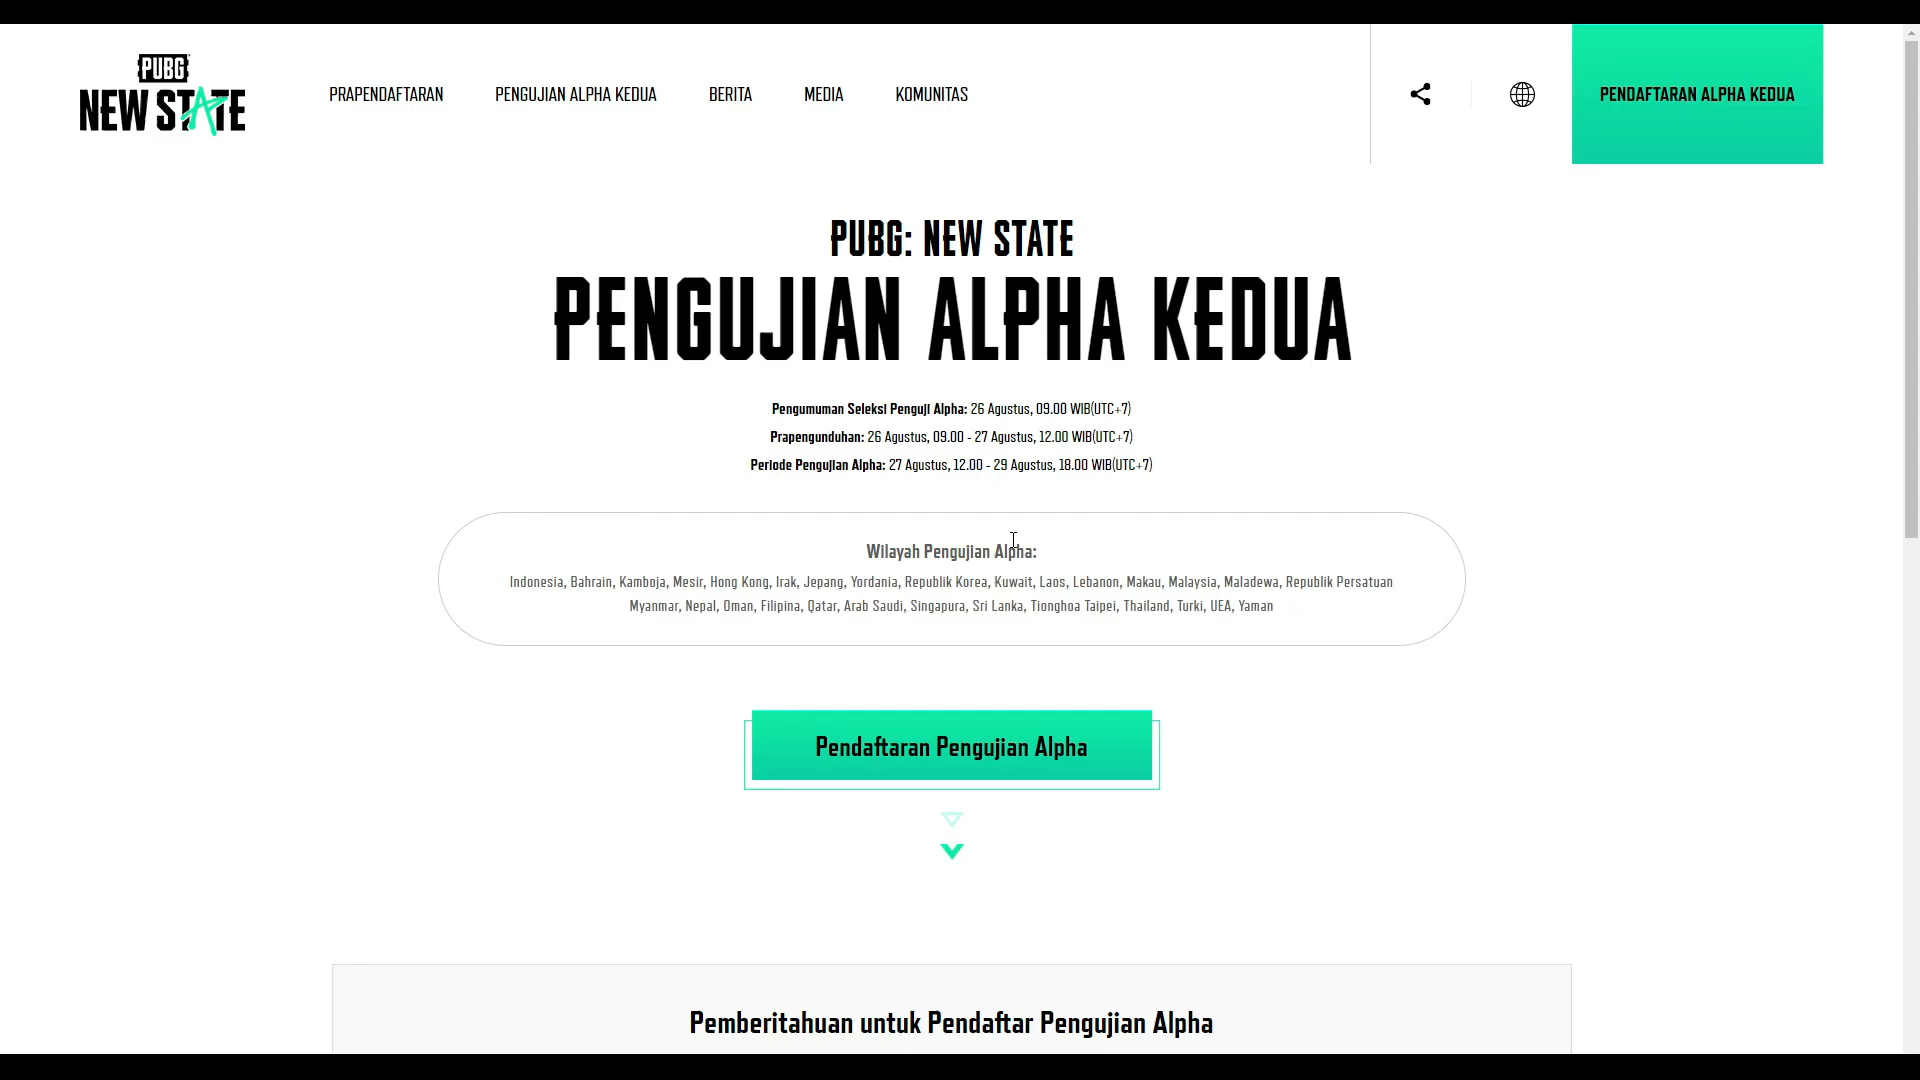 PUBG
NEW STATE
PRAPENDAFTARAN
PENGUJIAN ALPHA KEDUA
BERITA
MEDIA
KOMUNITAS
PENDAFTARAN ALPHA KEDUA
PUBG: NEW STATE
PENGUJIAN ALPHA KEDUA
Pengumuman Seleksi Penguji Alpha: 26 Agustus, 09.00 WIB(UTC+7)
Prapengunduhan: 26 Agustus, 09.00 - 27 Agustus, 12.00 WIB(UTC+7)
Periode Pengujian Alpha: 27 Agustus, 12.00 - 29 Agustus, 18.00 WIB(UTC+7)
Wilayah Pengujian Alpha:
Indonesia, Bahrain, Kamboja, Mesir, Hong Kong, Irak, Jepang, Yordania, Republik Korea, Kuwait, Laos, Lebanon, Makau, Malaysia, Maladewa, Republik Persatuan
Myanmar, Nepal, Oman, Filipina, Qatar, Arab Saudi, Singapura, Sri Lanka, Tionghoa Taipei, Thailand, Turki, UEA, Yaman
Pendaftaran Pengujian Alpha
Pemberitahuan untuk Pendaftar Pengujian Alpha